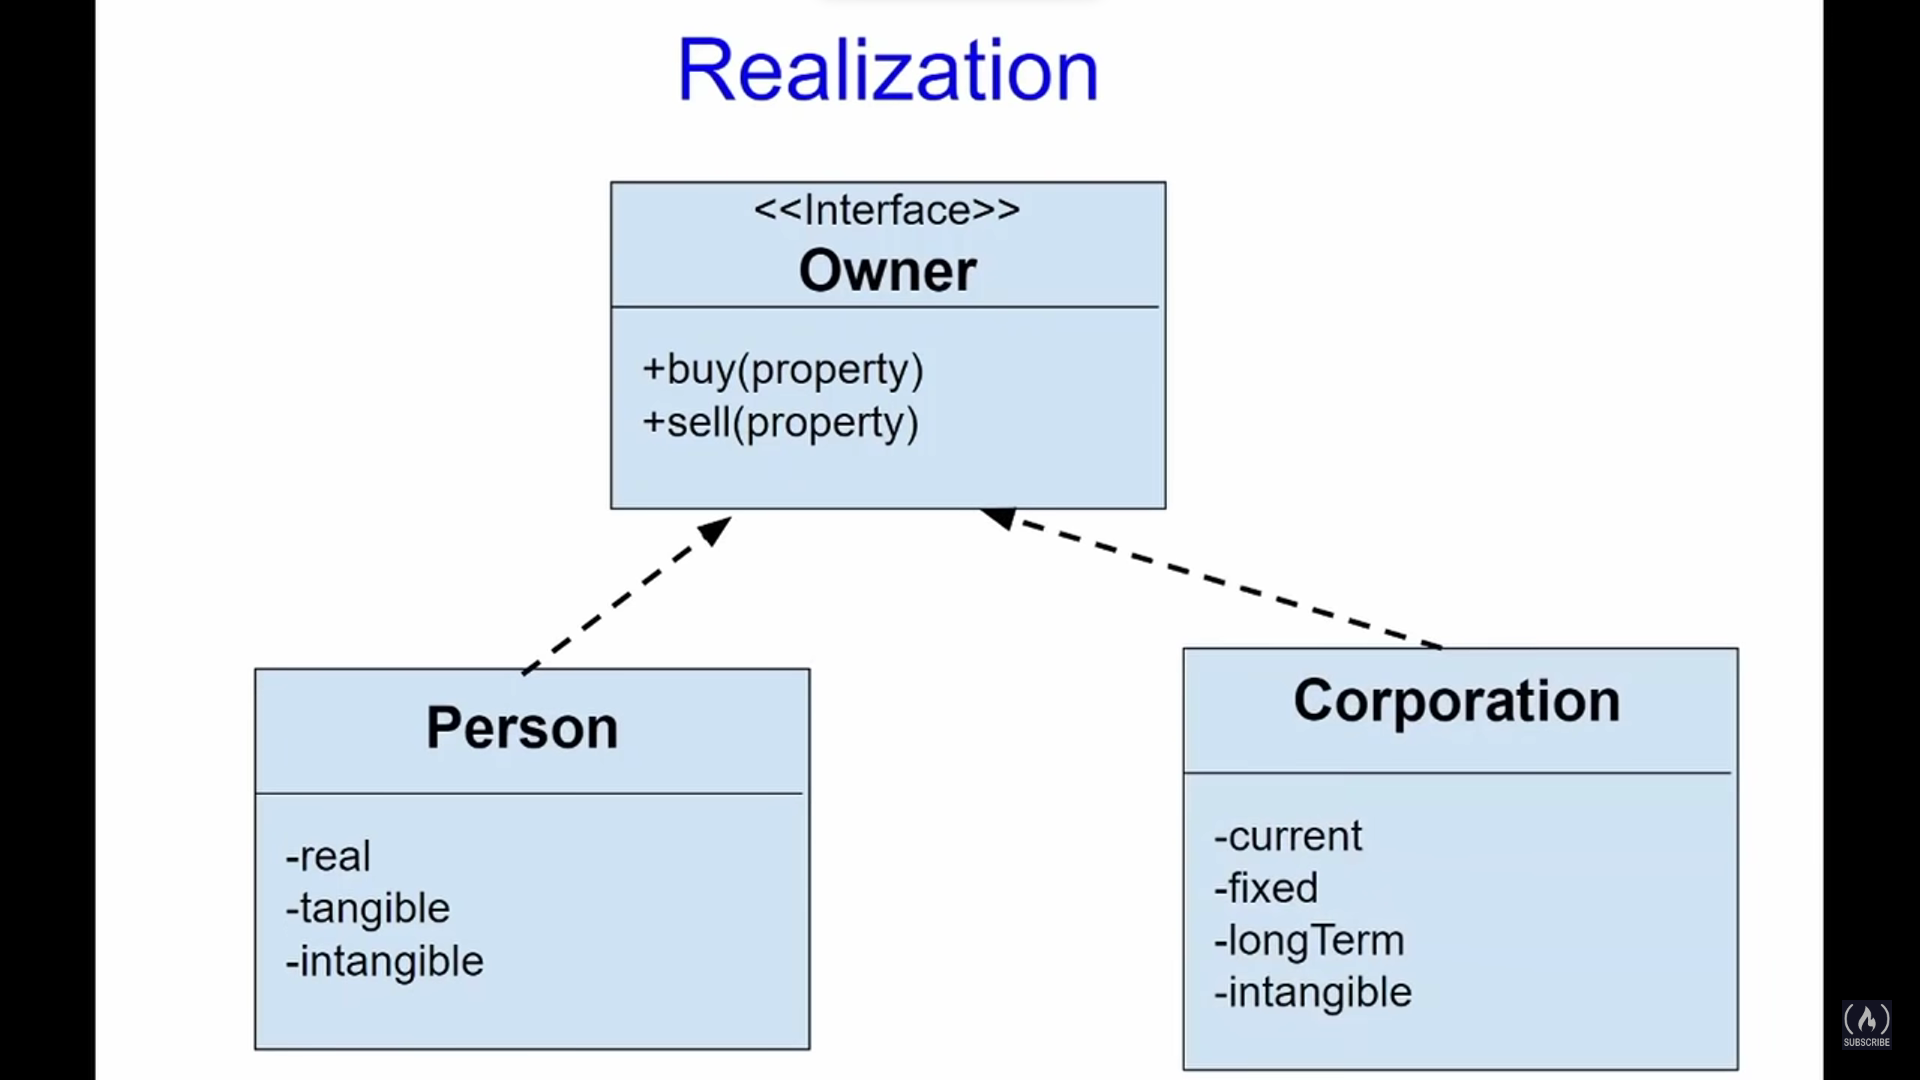 Realization
<<Interface>>
Owner
+buy(property)
+sell(property)
Person
-real
-tangible
-intangible
Corporation
-current
-fixed
-longTerm
-intangible
SUBSCRIBE